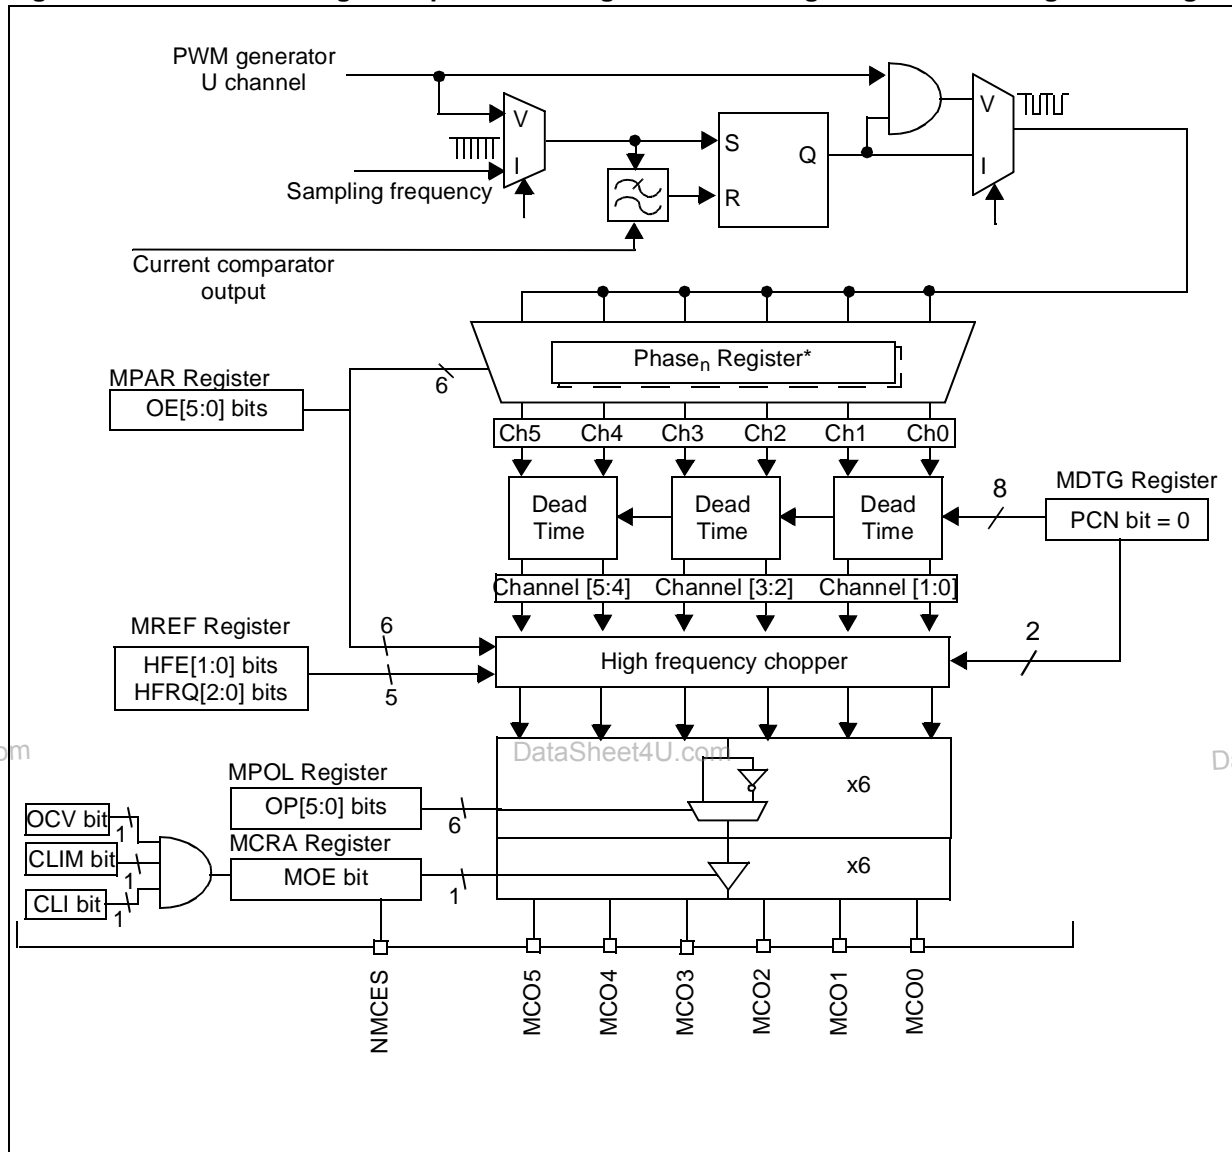 PWM generator
U channel
V
I
Sampling frequency
Current comparator
output
S
R
Q
V
I
Phasen Register*
MPAR Register
OE[5:0] bits
6
Ch5 Ch4 Ch3 Ch2 Ch1 Ch0
Dead
Time
Dead
Time
Dead
Time
8
MDTG Register
PCN bit = 0
Channel [5:4] Channel [3:2] Channel [1:0]
MREF Register
HFE[1:0] bits
HFRQ[2:0] bits
6
5
High frequency chopper
2
DataSheet4U.com
MPOL Register
OP[5:0] bits
6
x6
OCV bit
1
CLIM bit
1
CLI bit
1
MCRA Register
MOE bit
1
x6
NMCES
MCO5
MCO4
MCO3
MCO2
MCO1
MCO0